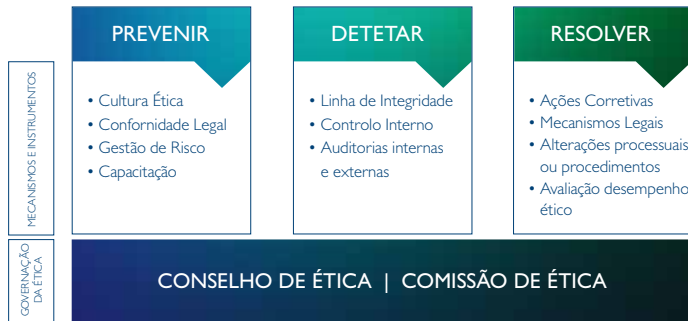 MECANISMOS E INSTRUMENTOS
PREVENIR
• Cultura Ética
• Confornidade Legal
• Gestão de Risco
• Capacitação
DETETAR
• Linha de Integridade
• Controlo Interno
• Auditorias internas
e externas
RESOLVER
• Ações Corretivas
• Mecanismos Legais
• Alterações processuais
ou procedimentos
• Avaliação desempenho
ético
GOVERNAÇÃO
DA ÉTICA
CONSELHO DE ÉTICA | COMISSÃO DE ÉTICA